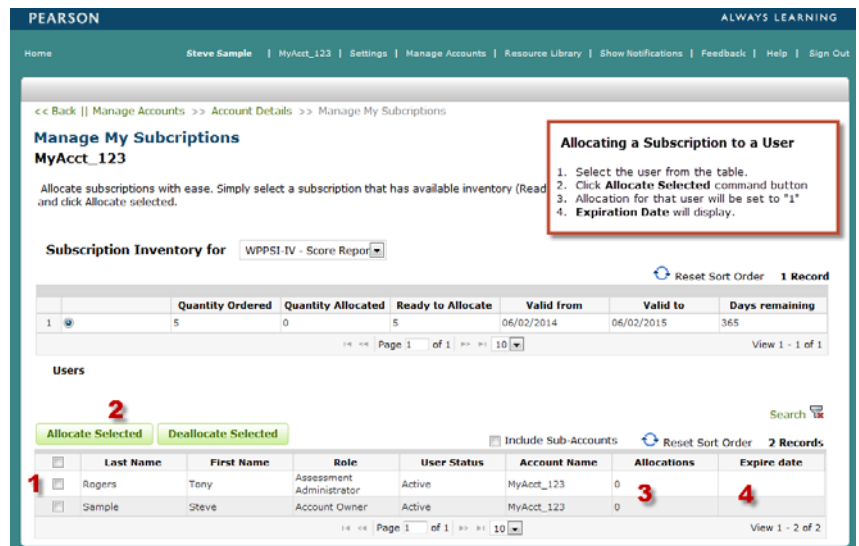 PEARSON
ALWAYS LEARNING
Home
Steve Sample | MyAcct_123 | Settings | Manage Accounts | Resource Library | Show Notifications | Feedback | Help | Sign Out
<< Back || Manage Accounts >> Account Details >> Manage My Subcriptions
Manage My Subcriptions
MyAcct_123
Allocate subscriptions with ease. Simply select a subscription that has available inventory (Read
and click Allocate selected.
Allocating a Subscription to a User
1. Select the user from the table.
2. Click Allocate Selected command button
3. Allocation for that user will be set to "1"
4. Expiration Date will display.
Subscription Inventory for WPPSI-IV - Score Repor
Reset Sort Order 1 Record
Quantity Ordered Quantity Allocated Ready to Allocate Valid from Valid to Days remaining
1 5 0 5 06/02/2014 06/02/2015 365
Page 1 of 1 10 View 1 - 1 of 1
Users
2
Search
Allocate Selected Deallocate Selected
Include Sub-Accounts Reset Sort Order 2 Records
Last Name First Name Role User Status Account Name Allocations Expire date
1 Rogers Tony Assessment Administrator Active MyAcct_123 0
3 4
Sample Steve Account Owner Active MyAcct_123 0
Page 1 of 1 10 View 1 - 2 of 2